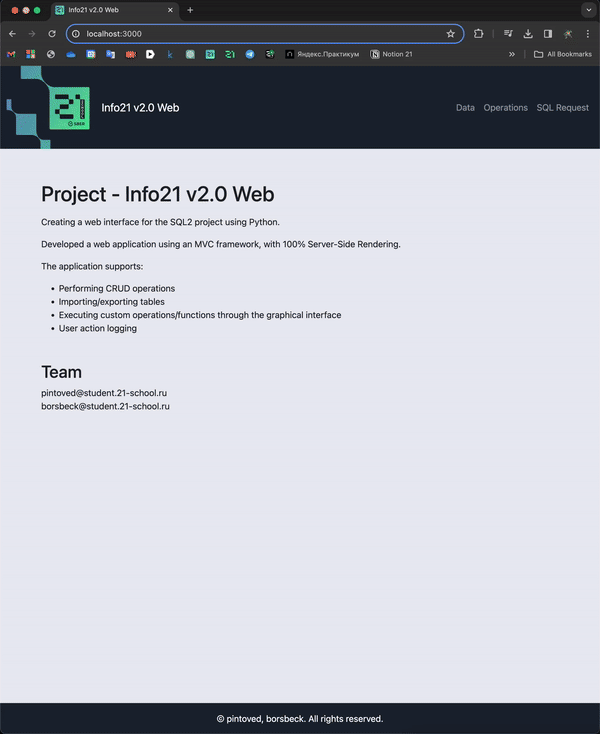 Info21 v2.0 Web
localhost:3000
Яндекс.Практикум
Notion 21
All Bookmarks
21
SBER
Info21 v2.0 Web
Data
Operations
SQL Request
Project - Info21 v2.0 Web
Creating a web interface for the SQL2 project using Python.
Developed a web application using an MVC framework, with 100% Server-Side Rendering.
The application supports:
Performing CRUD operations
Importing/exporting tables
Executing custom operations/functions through the graphical interface
User action logging
Team
pintoved@student.21-school.ru
borsbeck@student.21-school.ru
© pintoved, borsbeck. All rights reserved.